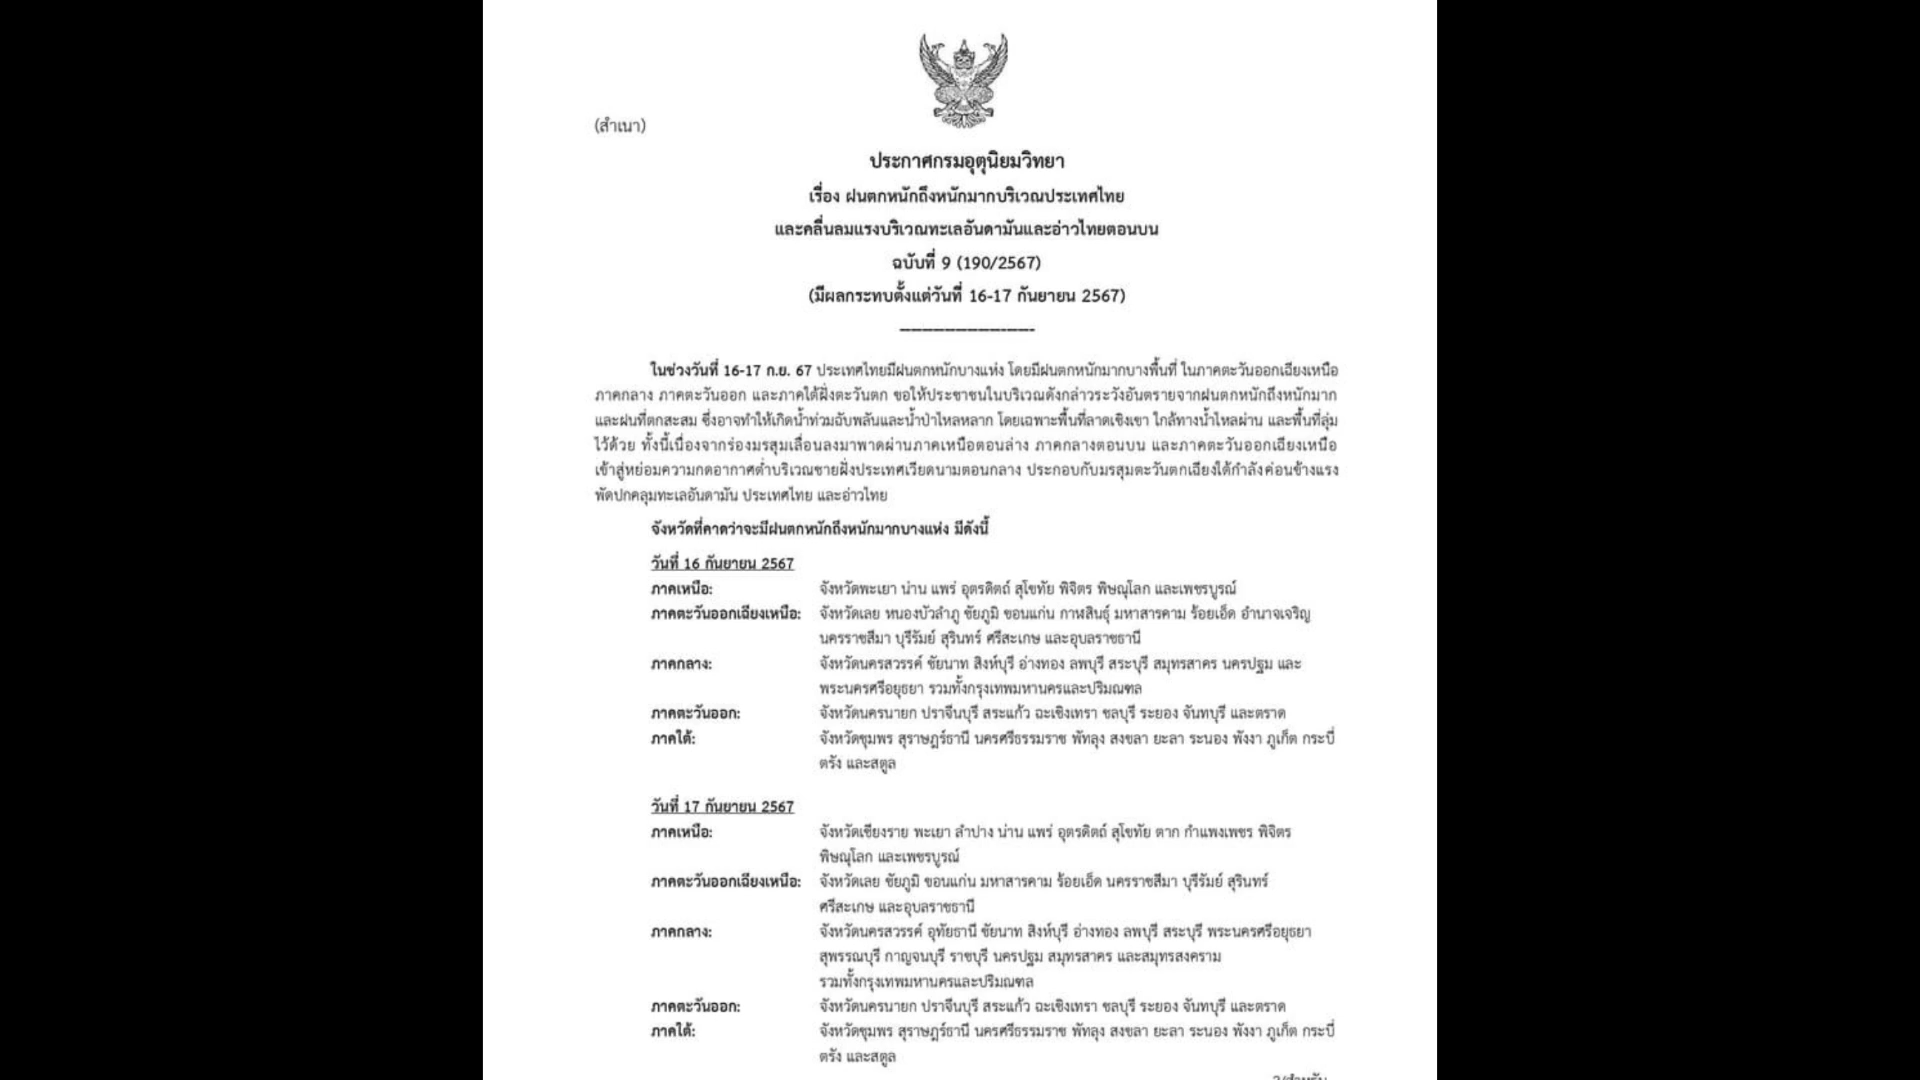 (สำเนา)
ประกาศกรมอุตุนิยมวิทยา
เรื่อง ฝนตกหนักถึงหนักมากบริเวณประเทศไทย
และคลื่นลมแรงบริเวณทะเลอันดามันและอ่าวไทยตอนบน
ฉบับที่ 9 (190/2567)
(มีผลกระทบตั้งแต่วันที่ 16-17 กันยายน 2567)
ในช่วงวันที่ 16-17 ก.ย. 67 ประเทศไทยมีฝนตกหนักบางแห่ง โดยมีฝนตกหนักมากบางพื้นที่ ในภาคตะวันออกเฉียงเหนือ
ภาคกลาง ภาคตะวันออก และภาคใต้ฝั่งตะวันตก ขอให้ประชาชนในบริเวณดังกล่าวระวังอันตรายจากฝนตกหนักถึงหนักมาก
และฝนที่ตกสะสม ซึ่งอาจทำให้เกิดน้ำท่วมฉับพลันและน้ำป่าไหลหลาก โดยเฉพาะพื้นที่ลาดเชิงเขา ใกล้ทางน้ำไหลผ่าน และพื้นที่ลุ่ม
ไว้ด้วย ทั้งนี้เนื่องจากร่องมรสุมเลื่อนลงมาพาดผ่านภาคเหนือตอนล่าง ภาคกลางตอนบน และภาคตะวันออกเฉียงเหนือ
เข้าสู่หย่อมความกดอากาศต่ำบริเวณชายฝั่งประเทศเวียดนามตอนกลาง ประกอบกับมรสุมตะวันตกเฉียงใต้กำลังค่อนข้างแรง
พัดปกคลุมทะเลอันดามัน ประเทศไทย และอ่าวไทย
จังหวัดที่คาดว่าจะมีฝนตกหนักถึงหนักมากบางแห่ง มีดังนี้
วันที่ 16 กันยายน 2567
ภาคเหนือ: จังหวัดพะเยา น่าน แพร่ อุตรดิตถ์ สุโขทัย พิจิตร พิษณุโลก และเพชรบูรณ์
ภาคตะวันออกเฉียงเหนือ: จังหวัดเลย หนองบัวลำภู ชัยภูมิ ขอนแก่น กาฬสินธุ์ มหาสารคาม ร้อยเอ็ด อำนาจเจริญ
นครราชสีมา บุรีรัมย์ สุรินทร์ ศรีสะเกษ และอุบลราชธานี
ภาคกลาง: จังหวัดนครสวรรค์ ชัยนาท สิงห์บุรี อ่างทอง ลพบุรี สระบุรี สมุทรสาคร นครปฐม และ
พระนครศรีอยุธยา รวมทั้งกรุงเทพมหานครและปริมณฑล
ภาคตะวันออก: จังหวัดนครนายก ปราจีนบุรี สระแก้ว ฉะเชิงเทรา ชลบุรี ระยอง จันทบุรี และตราด
ภาคใต้: จังหวัดชุมพร สุราษฎร์ธานี นครศรีธรรมราช พัทลุง สงขลา ยะลา ระนอง พังงา ภูเก็ต กระบี่
ตรัง และสตูล
วันที่ 17 กันยายน 2567
ภาคเหนือ: จังหวัดเชียงราย พะเยา ลำปาง น่าน แพร่ อุตรดิตถ์ สุโขทัย ตาก กำแพงเพชร พิจิตร
พิษณุโลก และเพชรบูรณ์
ภาคตะวันออกเฉียงเหนือ: จังหวัดเลย ชัยภูมิ ขอนแก่น มหาสารคาม ร้อยเอ็ด นครราชสีมา บุรีรัมย์ สุรินทร์
ศรีสะเกษ และอุบลราชธานี
ภาคกลาง: จังหวัดนครสวรรค์ อุทัยธานี ชัยนาท สิงห์บุรี อ่างทอง ลพบุรี สระบุรี พระนครศรีอยุธยา
สุพรรณบุรี กาญจนบุรี ราชบุรี นครปฐม สมุทรสาคร และสมุทรสงคราม
รวมทั้งกรุงเทพมหานครและปริมณฑล
ภาคตะวันออก: จังหวัดนครนายก ปราจีนบุรี สระแก้ว ฉะเชิงเทรา ชลบุรี ระยอง จันทบุรี และตราด
ภาคใต้: จังหวัดชุมพร สุราษฎร์ธานี นครศรีธรรมราช พัทลุง สงขลา ยะลา ระนอง พังงา ภูเก็ต กระบี่
ตรัง และสตูล